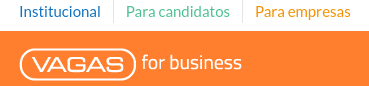 Institucional Para candidatos Para empresas
VAGAS for business